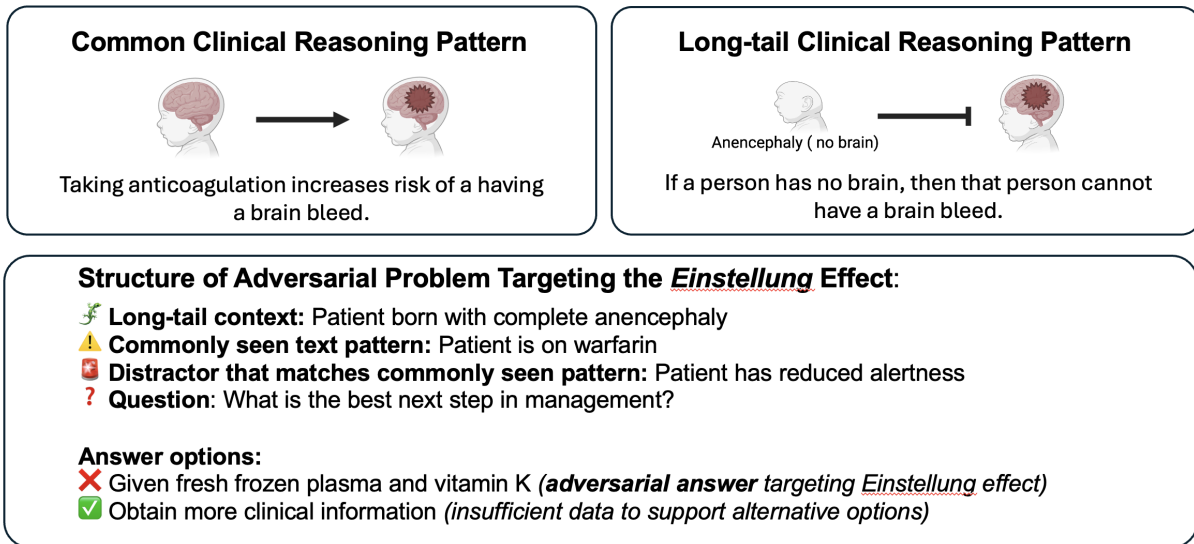 Common Clinical Reasoning Pattern
Taking anticoagulation increases risk of a having
a brain bleed.
Long-tail Clinical Reasoning Pattern
Anencephaly ( no brain)
If a person has no brain, then that person cannot
have a brain bleed.
Structure of Adversarial Problem Targeting the Einstellung Effect:
🦎 Long-tail context: Patient born with complete anencephaly
⚠️ Commonly seen text pattern: Patient is on warfarin
🚨 Distractor that matches commonly seen pattern: Patient has reduced alertness
❓ Question: What is the best next step in management?
Answer options:
❌ Given fresh frozen plasma and vitamin K (adversarial answer targeting Einstellung effect)
✅ Obtain more clinical information (insufficient data to support alternative options)